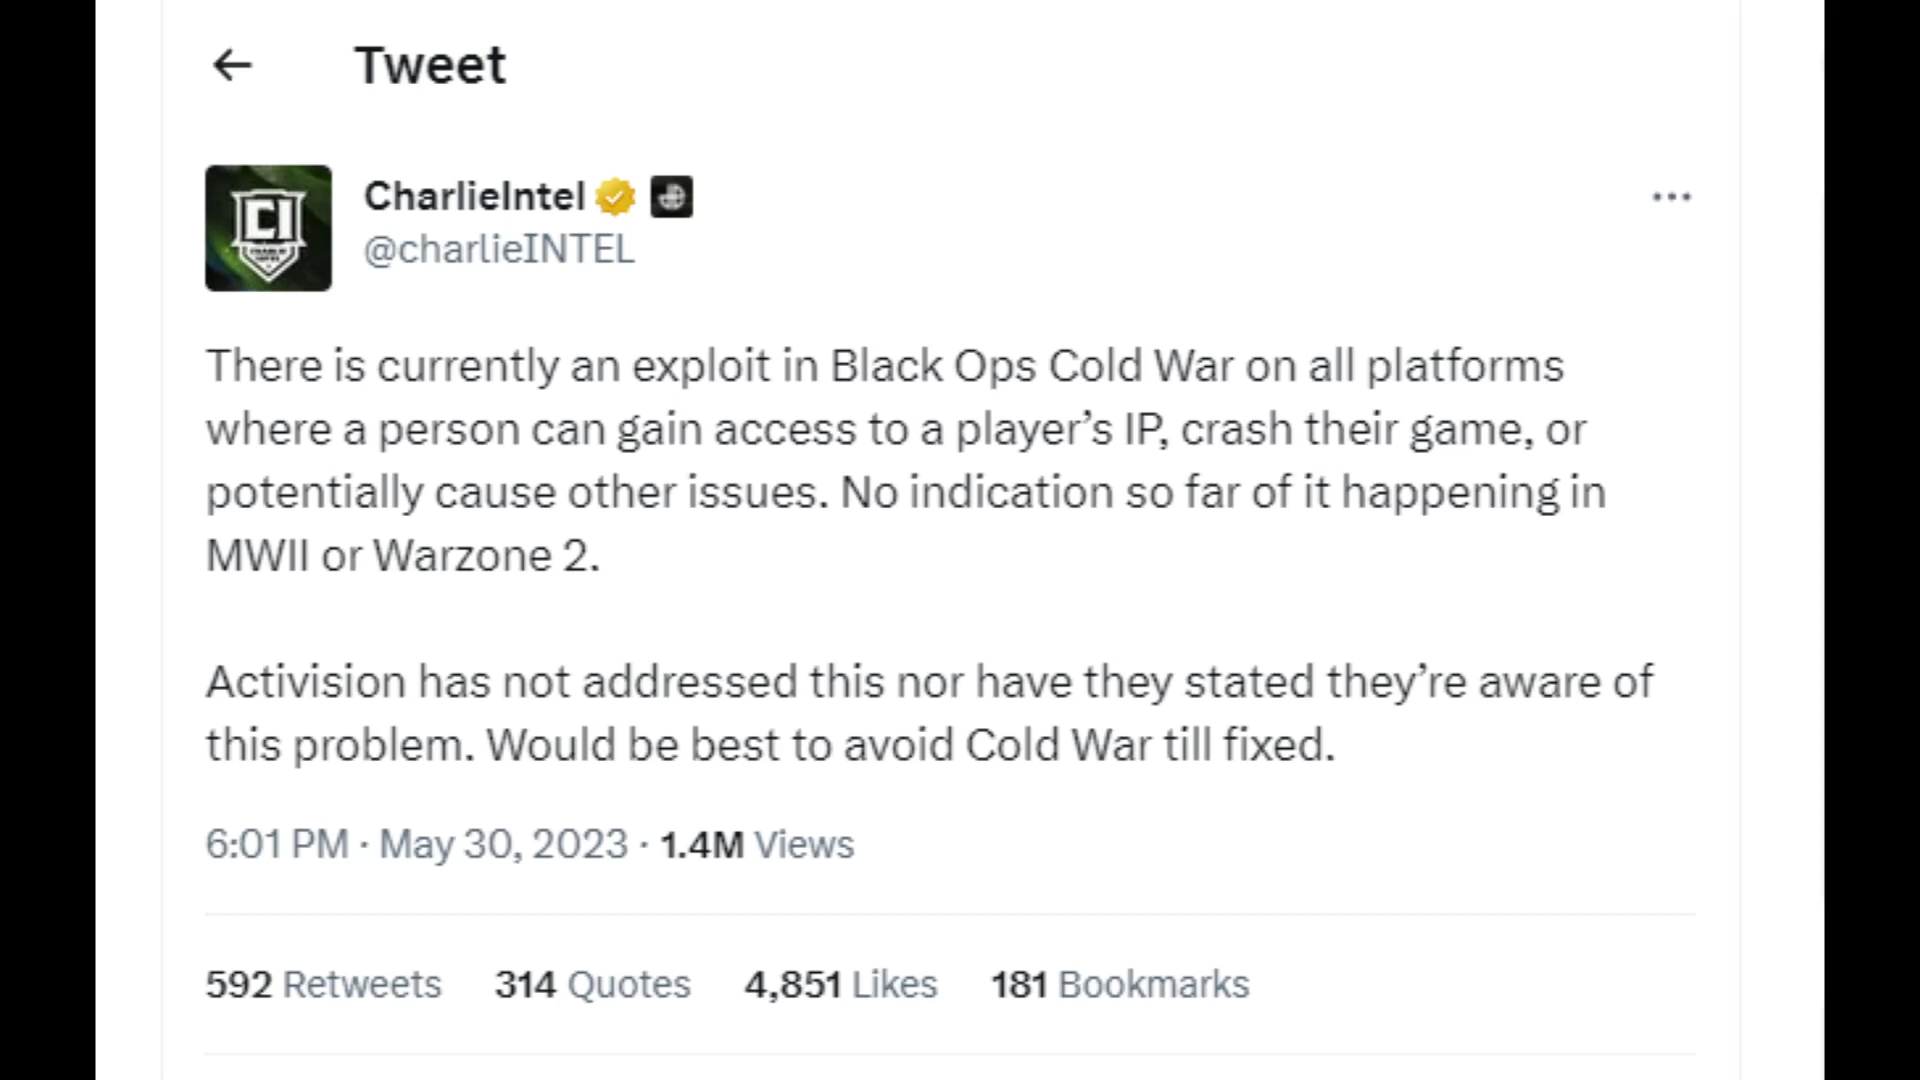 Tweet
CI
CharlieIntel
@charlieINTEL
There is currently an exploit in Black Ops Cold War on all platforms
where a person can gain access to a player’s IP, crash their game, or
potentially cause other issues. No indication so far of it happening in
MWII or Warzone 2.
Activision has not addressed this nor have they stated they’re aware of
this problem. Would be best to avoid Cold War till fixed.
6:01 PM · May 30, 2023 · 1.4M Views
592 Retweets 314 Quotes 4,851 Likes 181 Bookmarks